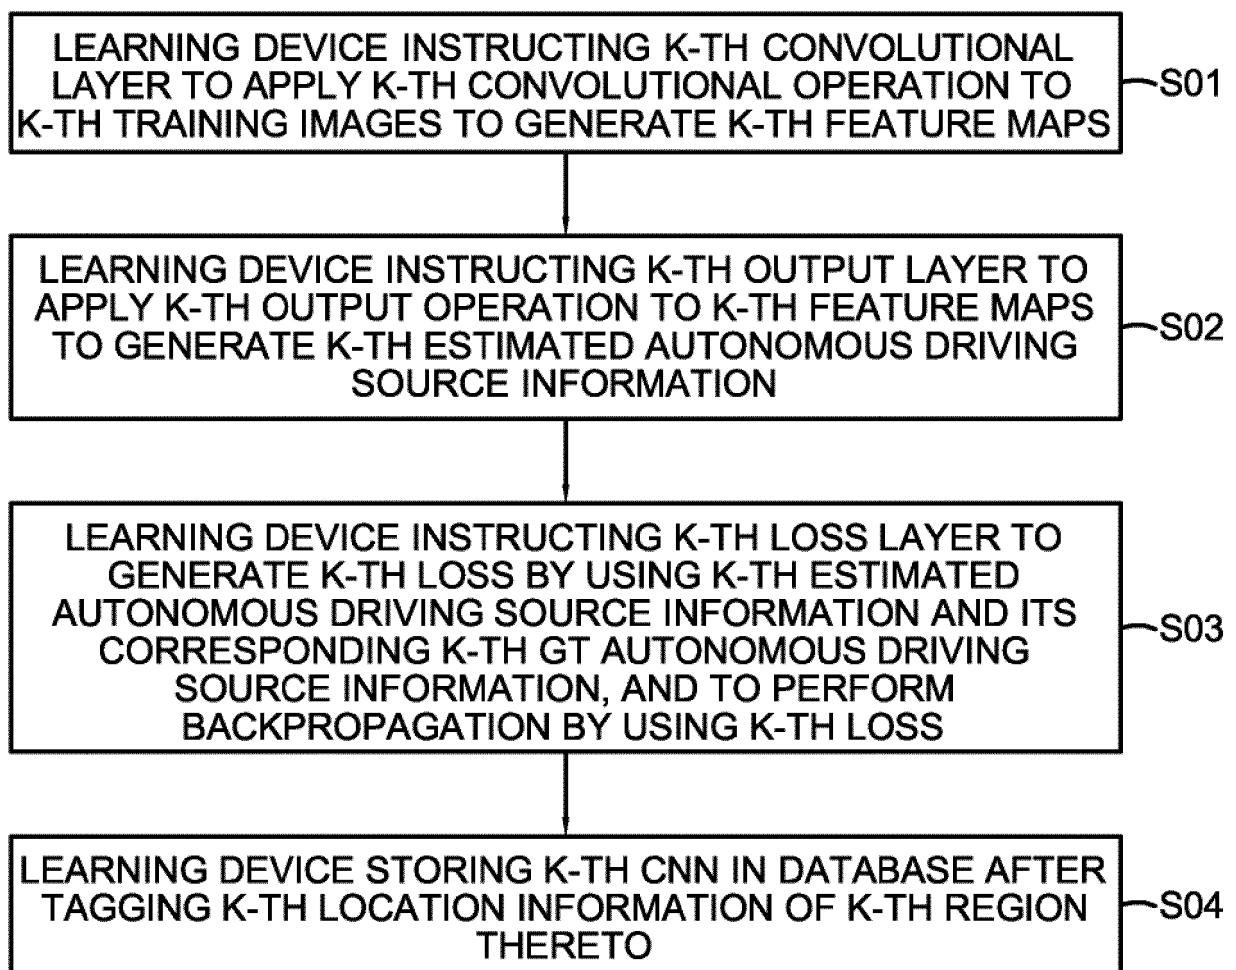 LEARNING DEVICE INSTRUCTING K-TH CONVOLUTIONAL
LAYER TO APPLY K-TH CONVOLUTIONAL OPERATION TO
K-TH TRAINING IMAGES TO GENERATE K-TH FEATURE MAPS
S01
LEARNING DEVICE INSTRUCTING K-TH OUTPUT LAYER TO
APPLY K-TH OUTPUT OPERATION TO K-TH FEATURE MAPS
TO GENERATE K-TH ESTIMATED AUTONOMOUS DRIVING
SOURCE INFORMATION
S02
LEARNING DEVICE INSTRUCTING K-TH LOSS LAYER TO
GENERATE K-TH LOSS BY USING K-TH ESTIMATED
AUTONOMOUS DRIVING SOURCE INFORMATION AND ITS
CORRESPONDING K-TH GT AUTONOMOUS DRIVING
SOURCE INFORMATION, AND TO PERFORM
BACKPROPAGATION BY USING K-TH LOSS
S03
LEARNING DEVICE STORING K-TH CNN IN DATABASE AFTER
TAGGING K-TH LOCATION INFORMATION OF K-TH REGION
THERETO
S04